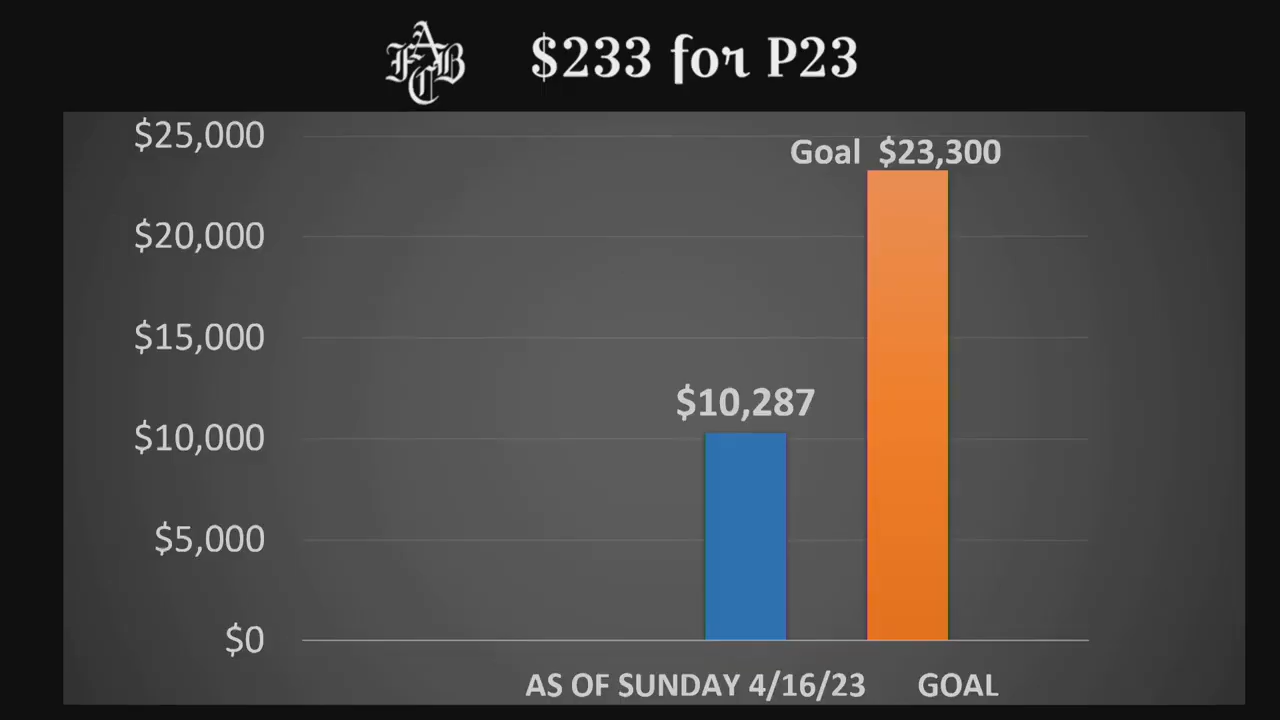 FABC
$233 for P23
$25,000
Goal $23,300
$20,000
$15,000
$10,287
$10,000
$5,000
$0
AS OF SUNDAY 4/16/23
GOAL